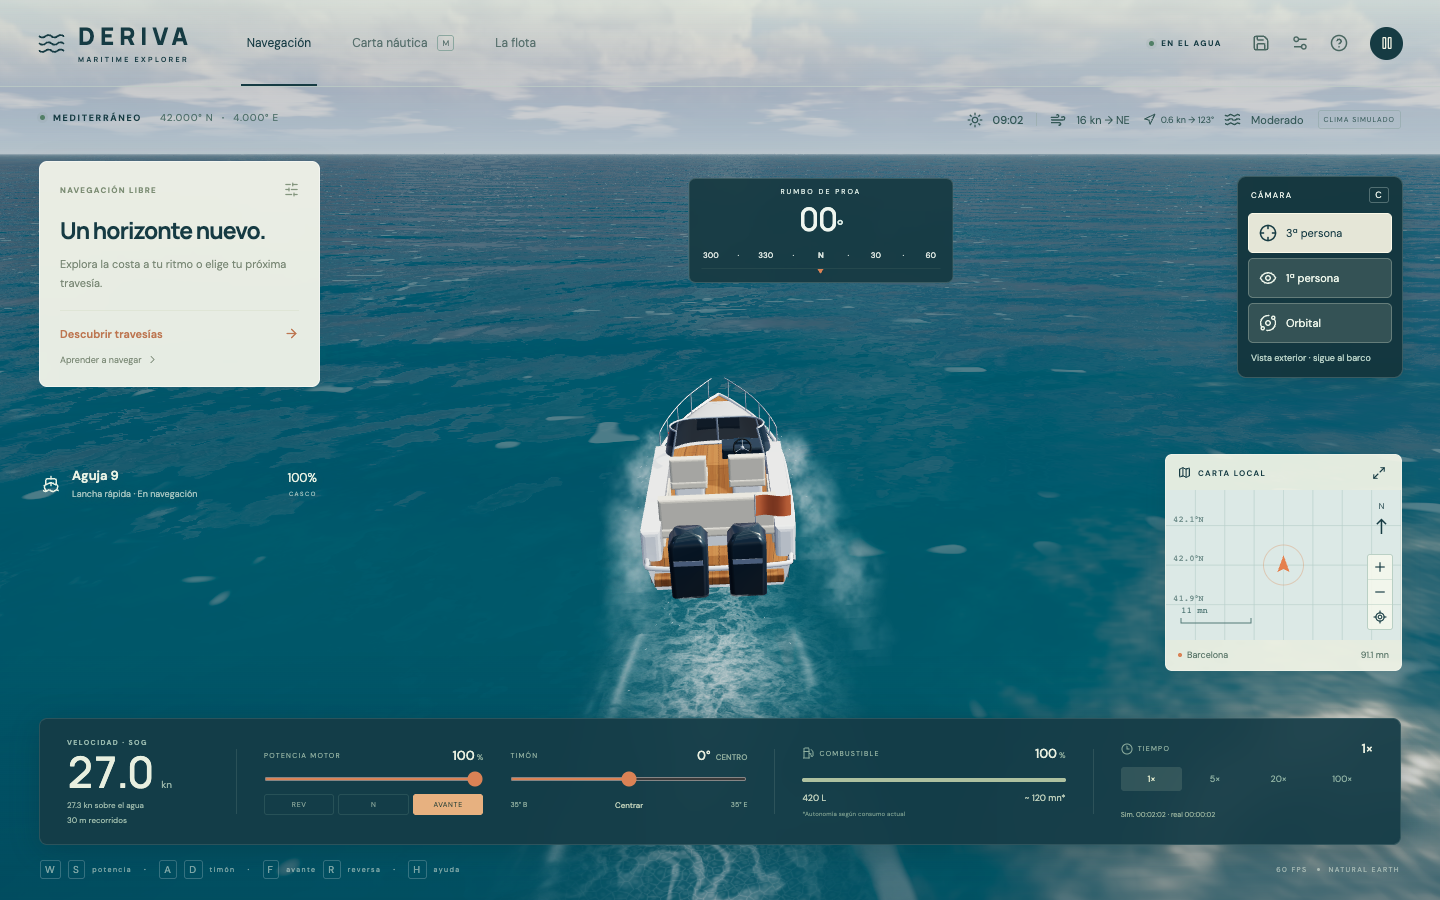 DERIVA
MARITIME EXPLORER
Navegación
Carta náutica M
La flota
EN EL AGUA
MEDITERRÁNEO 42.000° N · 4.000° E
09:02
16 kn → NE
0.6 kn → 123°
Moderado
CLIMA SIMULADO
NAVEGACIÓN LIBRE
Un horizonte nuevo.
Explora la costa a tu ritmo o elige tu próxima
travesía.
Descubrir travesías
Aprender a navegar
RUMBO DE PROA
00°
300 · 330 · N · 30 · 60
CÁMARA C
3ª persona
1ª persona
Orbital
Vista exterior · sigue al barco
Aguja 9
Lancha rápida · En navegación
100%
CASCO
CARTA LOCAL
N
42.1°N
42.0°N
41.9°N
11 mn
Barcelona 91.1 mn
VELOCIDAD · SOG
27.0 kn
27.3 kn sobre el agua
30 m recorridos
POTENCIA MOTOR 100 %
REV N AVANTE
TIMÓN 0° CENTRO
35° B Centrar 35° E
COMBUSTIBLE 100 %
420 L ~ 120 mn*
*Autonomía según consumo actual
TIEMPO 1×
1× 5× 20× 100×
Sim. 00:02:02 · real 00:00:02
W S potencia · A D timón · F avante R reversa · H ayuda
60 FPS • NATURAL EARTH